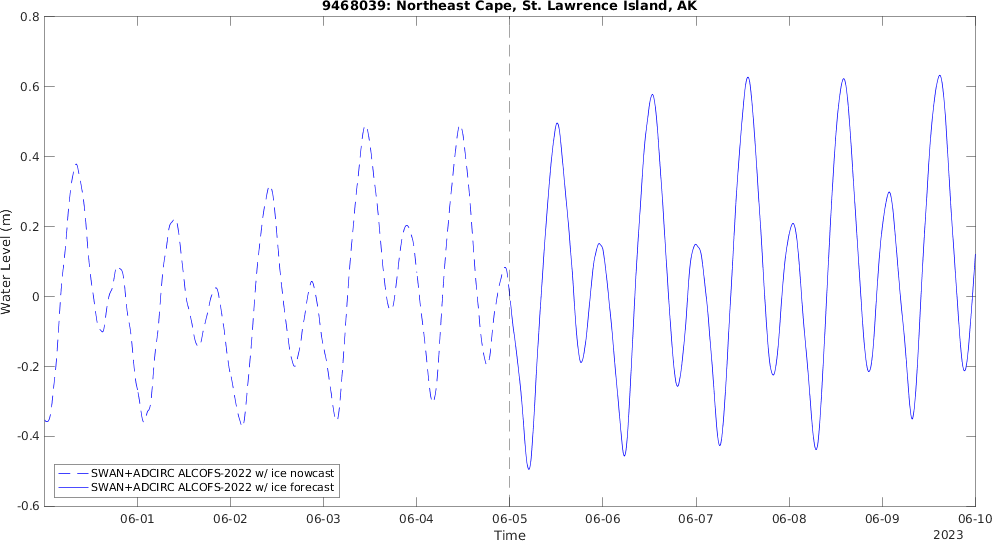 9468039: Northeast Cape, St. Lawrence Island, AK
0.8
0.6
0.4
0.2
0
-0.2
-0.4
-0.6
Water Level (m)
SWAN+ADCIRC ALCOFS-2022 w/ ice nowcast
SWAN+ADCIRC ALCOFS-2022 w/ ice forecast
06-01 06-02 06-03 06-04 06-05 06-06 06-07 06-08 06-09 06-10
Time
2023